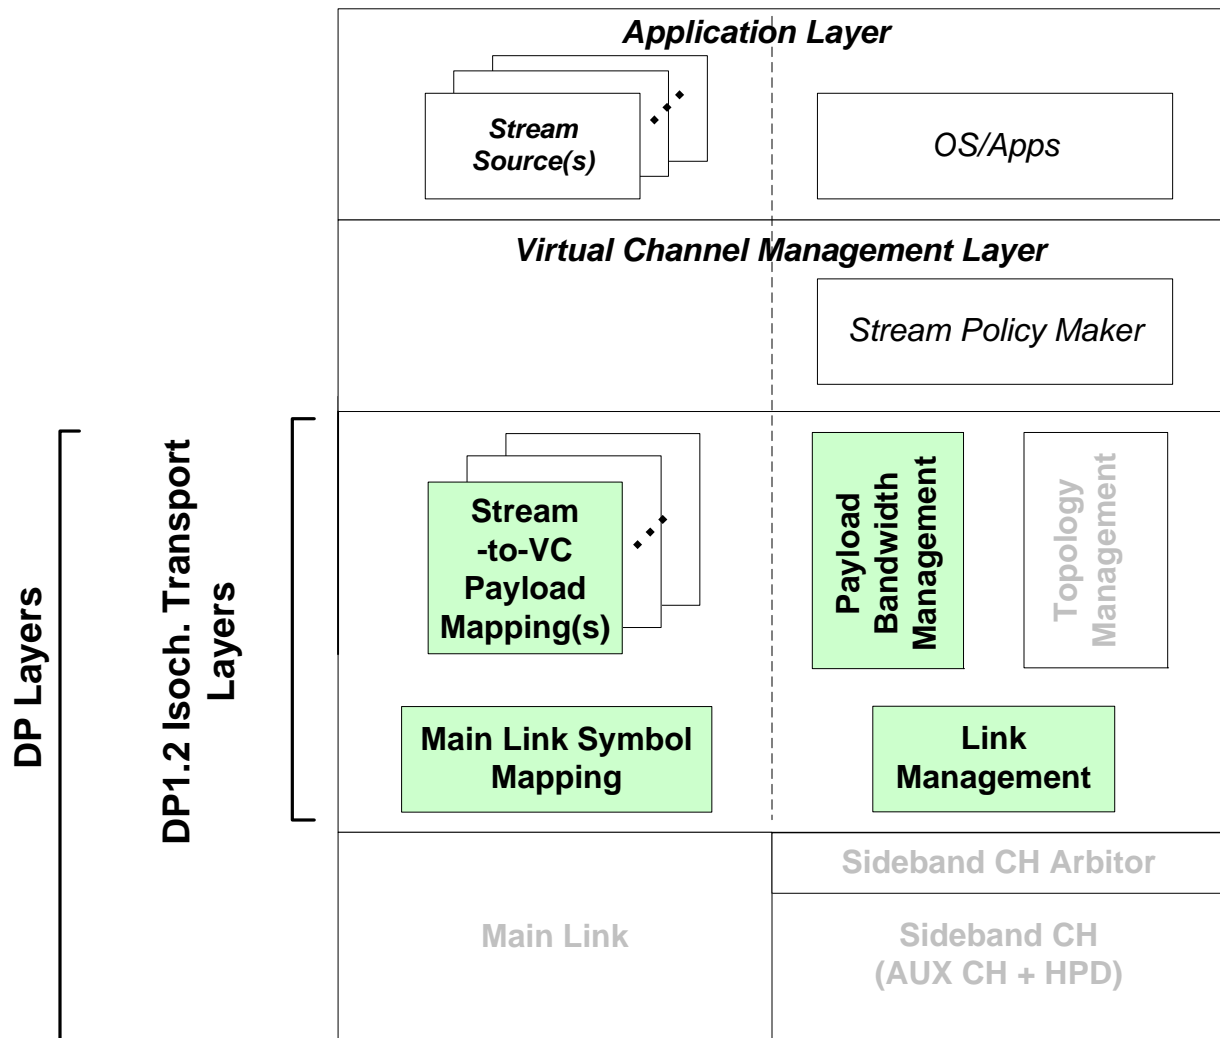 Application Layer
Stream
Source(s)
OS/Apps
Virtual Channel Management Layer
Stream Policy Maker
DP Layers
DP1.2 Isoch. Transport
Layers
Stream
-to-VC
Payload
Mapping(s)
Payload
Bandwidth
Management
Topology
Management
Main Link Symbol
Mapping
Link
Management
Main Link
Sideband CH Arbitor
Sideband CH
(AUX CH + HPD)